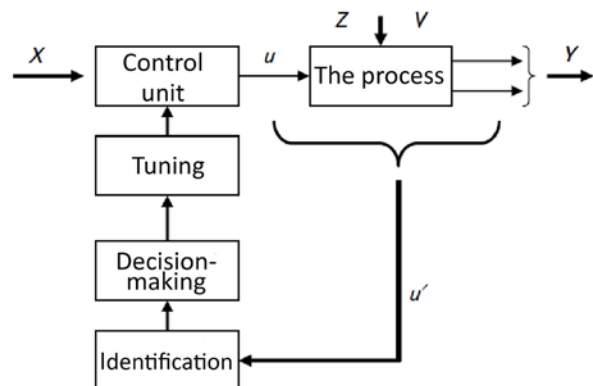 Z V
X
Control
unit
u
The process
Y
Tuning
Decision-
making
u′
Identification